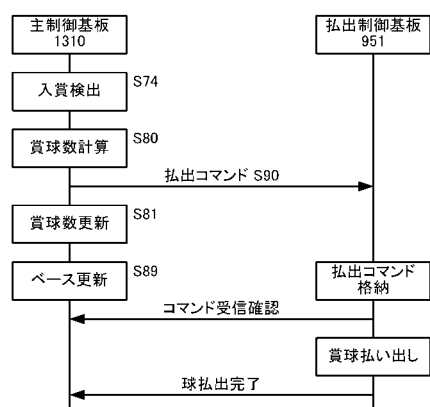 主制御基板
1310
払出制御基板
951
入賞検出
S74
賞球数計算
S80
払出コマンド S90
賞球数更新
S81
ベース更新
S89
払出コマンド
格納
コマンド受信確認
賞球払い出し
球払出完了